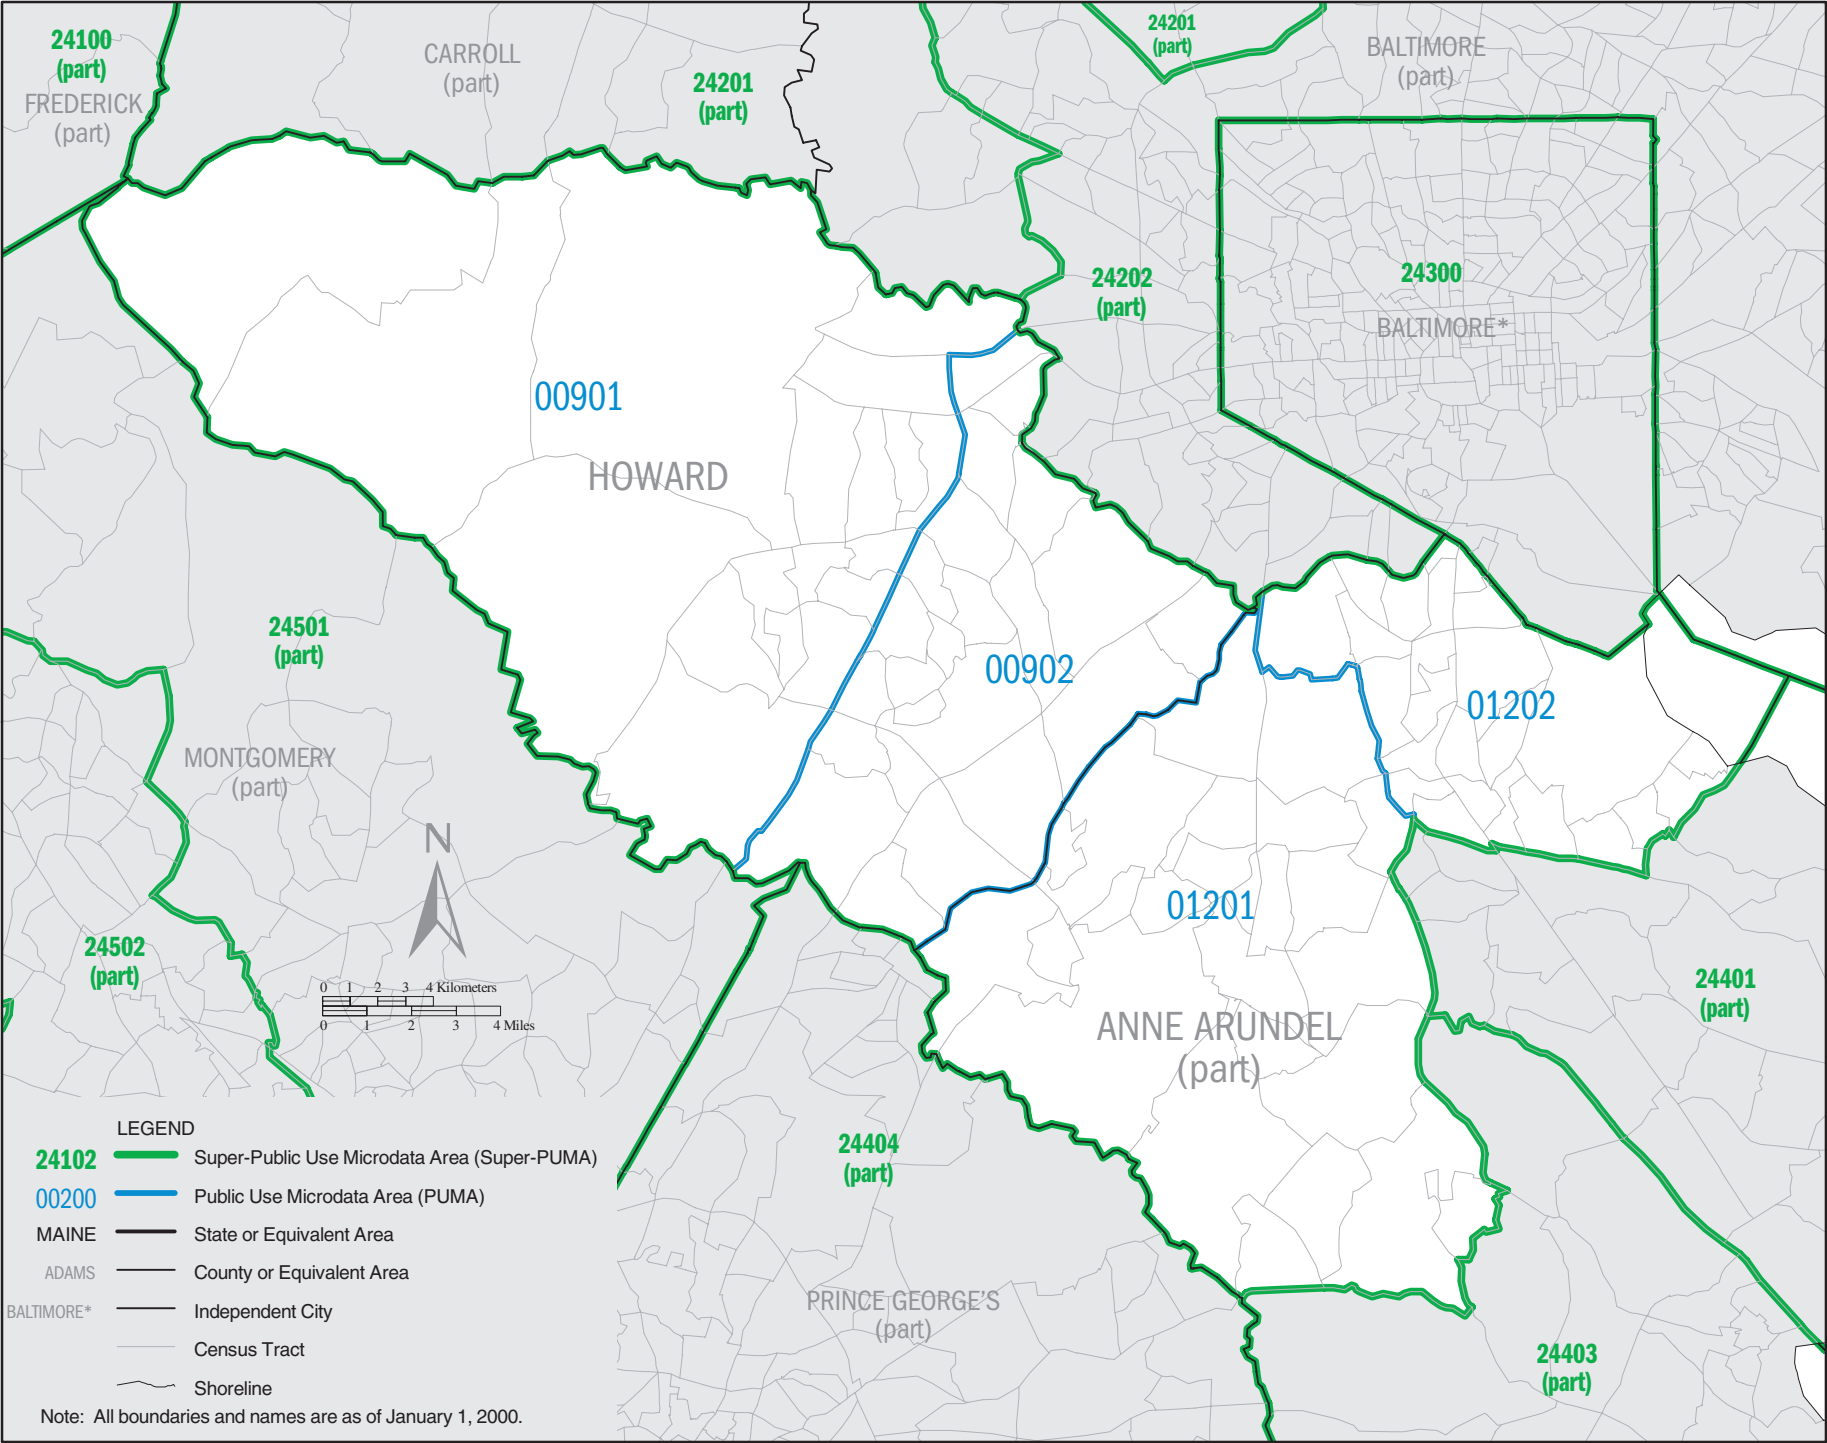 24100
(part)
FREDERICK
(part)
CARROLL
(part)
24201
(part)
24201
(part)
BALTIMORE
(part)
24202
(part)
24300
BALTIMORE*
00901
HOWARD
24501
(part)
00902
01202
MONTGOMERY
(part)
N
01201
24502
(part)
0 1 2 3 4 Kilometers
0 1 2 3 4 Miles
24401
(part)
ANNE ARUNDEL
(part)
24404
(part)
PRINCE GEORGE'S
(part)
24403
(part)
LEGEND
24102 Super-Public Use Microdata Area (Super-PUMA)
00200 Public Use Microdata Area (PUMA)
MAINE State or Equivalent Area
ADAMS County or Equivalent Area
BALTIMORE* Independent City
Census Tract
Shoreline
Note: All boundaries and names are as of January 1, 2000.